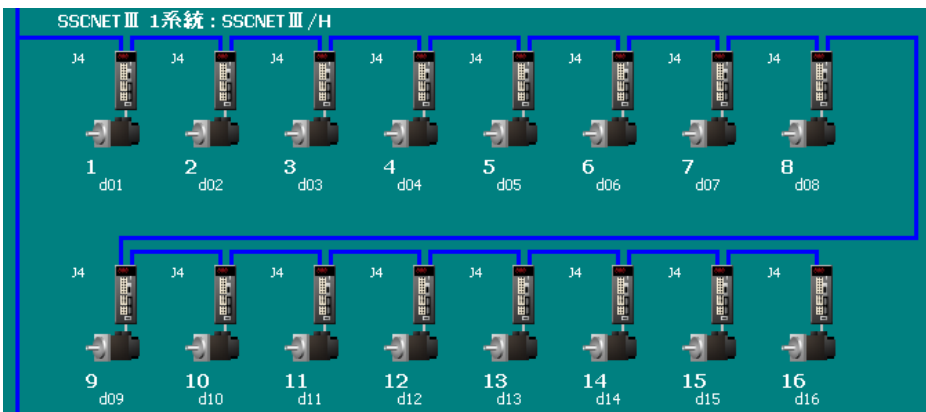 SSCNETⅢ 1系統:SSCNETⅢ/H
J4 J4 J4 J4 J4 J4 J4 J4
1 2 3 4 5 6 7 8
d01 d02 d03 d04 d05 d06 d07 d08
J4 J4 J4 J4 J4 J4 J4 J4
9 10 11 12 13 14 15 16
d09 d10 d11 d12 d13 d14 d15 d16